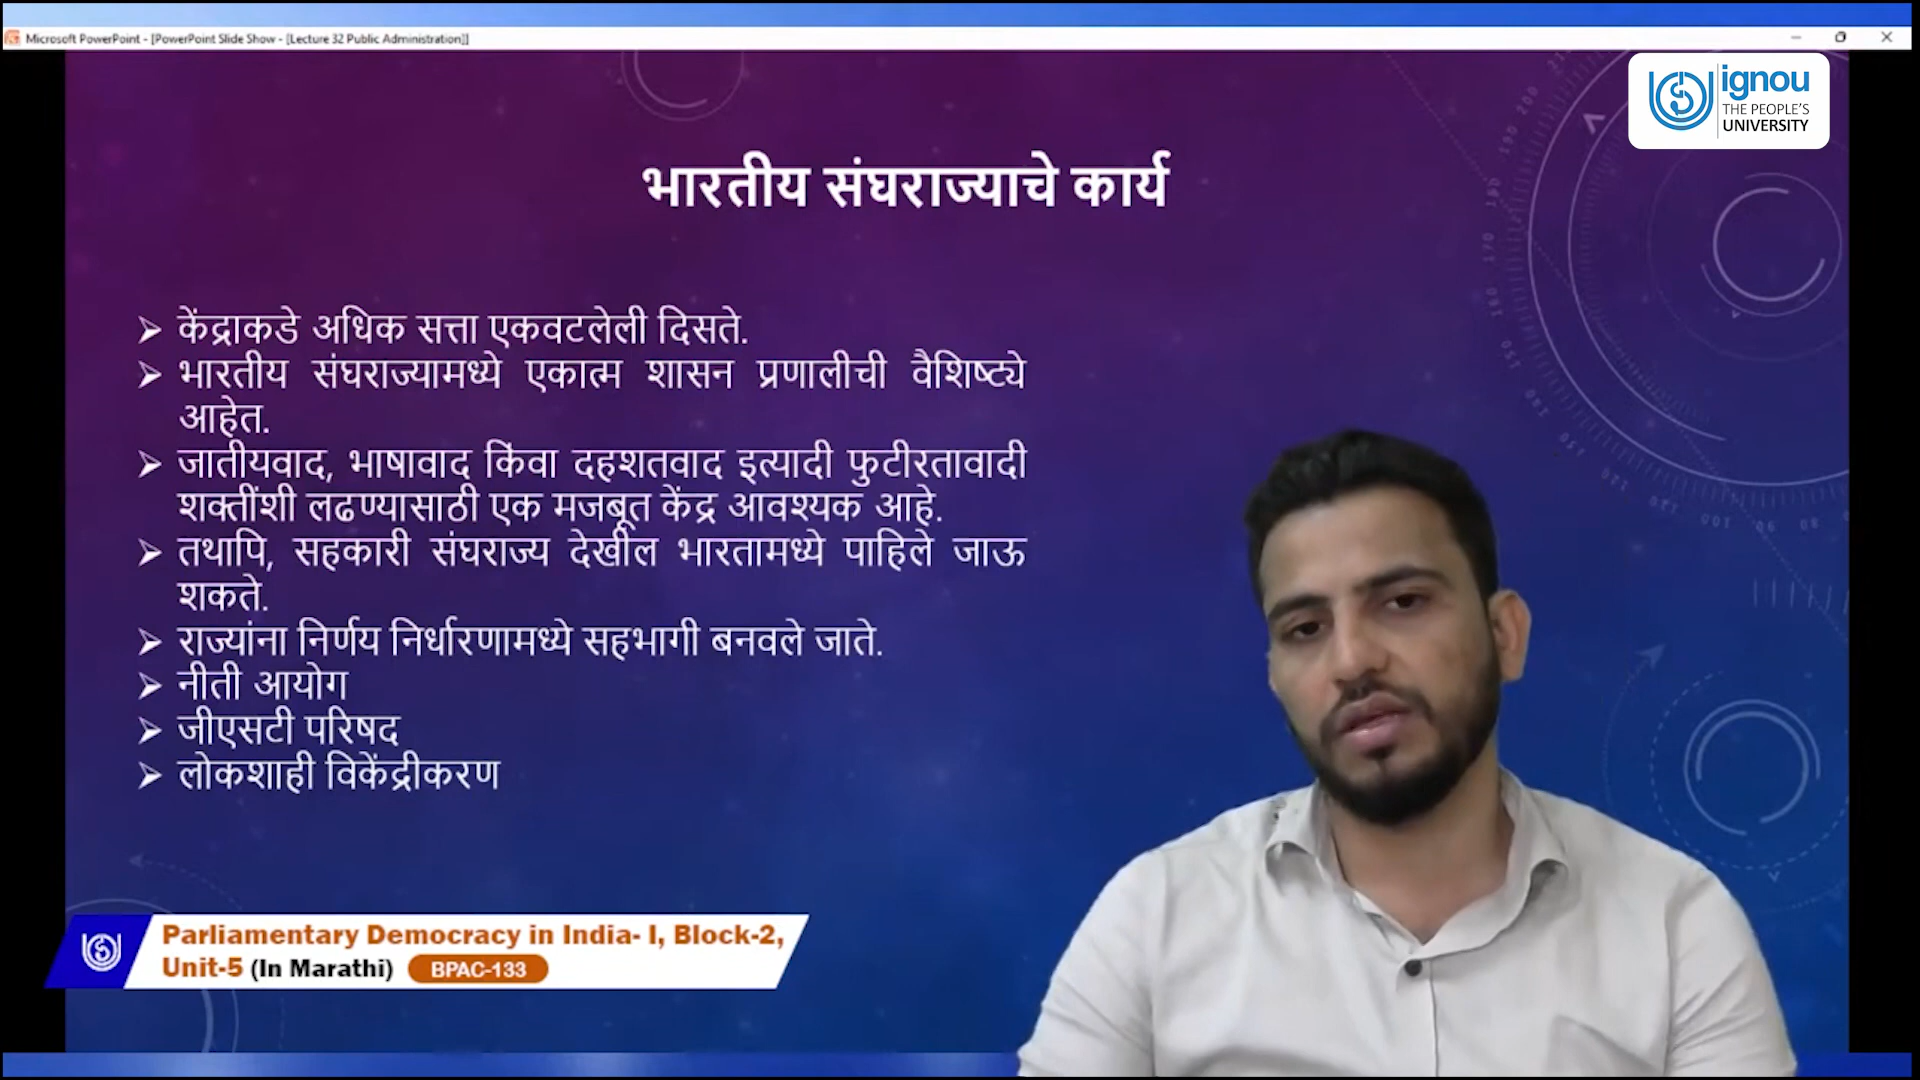 Microsoft PowerPoint - [PowerPoint Slide Show - [Lecture 32 Public Administration]]
ignou
THE PEOPLE'S
UNIVERSITY
भारतीय संघराज्याचे कार्य
केंद्राकडे अधिक सत्ता एकवटलेली दिसते.
भारतीय संघराज्यामध्ये एकात्म शासन प्रणालीची वैशिष्ट्ये
आहेत.
जातीयवाद, भाषावाद किंवा दहशतवाद इत्यादी फुटीरतावादी
शक्तींशी लढण्यासाठी एक मजबूत केंद्र आवश्यक आहे.
तथापि, सहकारी संघराज्य देखील भारतामध्ये पाहिले जाऊ
शकते.
राज्यांना निर्णय निर्धारणामध्ये सहभागी बनवले जाते.
नीती आयोग
जीएसटी परिषद
लोकशाही विकेंद्रीकरण
Parliamentary Democracy in India- I, Block-2,
Unit-5 (In Marathi) BPAC-133